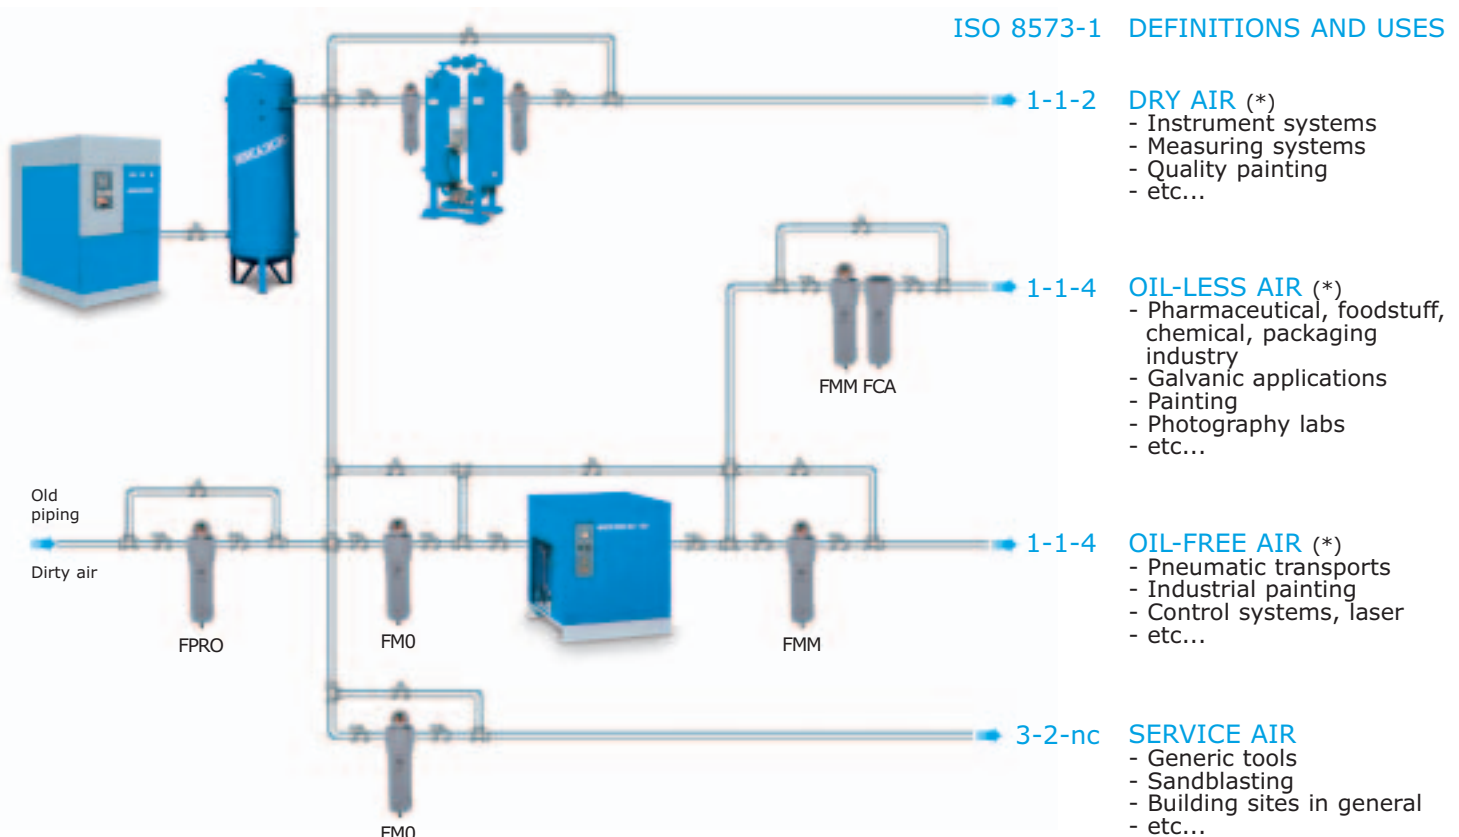 ISO 8573-1 DEFINITIONS AND USES
1-1-2 DRY AIR (*)
- Instrument systems
- Measuring systems
- Quality painting
- etc...
1-1-4 OIL-LESS AIR (*)
- Pharmaceutical, foodstuff,
chemical, packaging
industry
- Galvanic applications
- Painting
- Photography labs
- etc...
FMM FCA
Old
piping
Dirty air
1-1-4 OIL-FREE AIR (*)
- Pneumatic transports
- Industrial painting
- Control systems, laser
- etc...
FPRO
FM0
FMM
3-2-nc SERVICE AIR
- Generic tools
- Sandblasting
- Building sites in general
- etc...
FM0